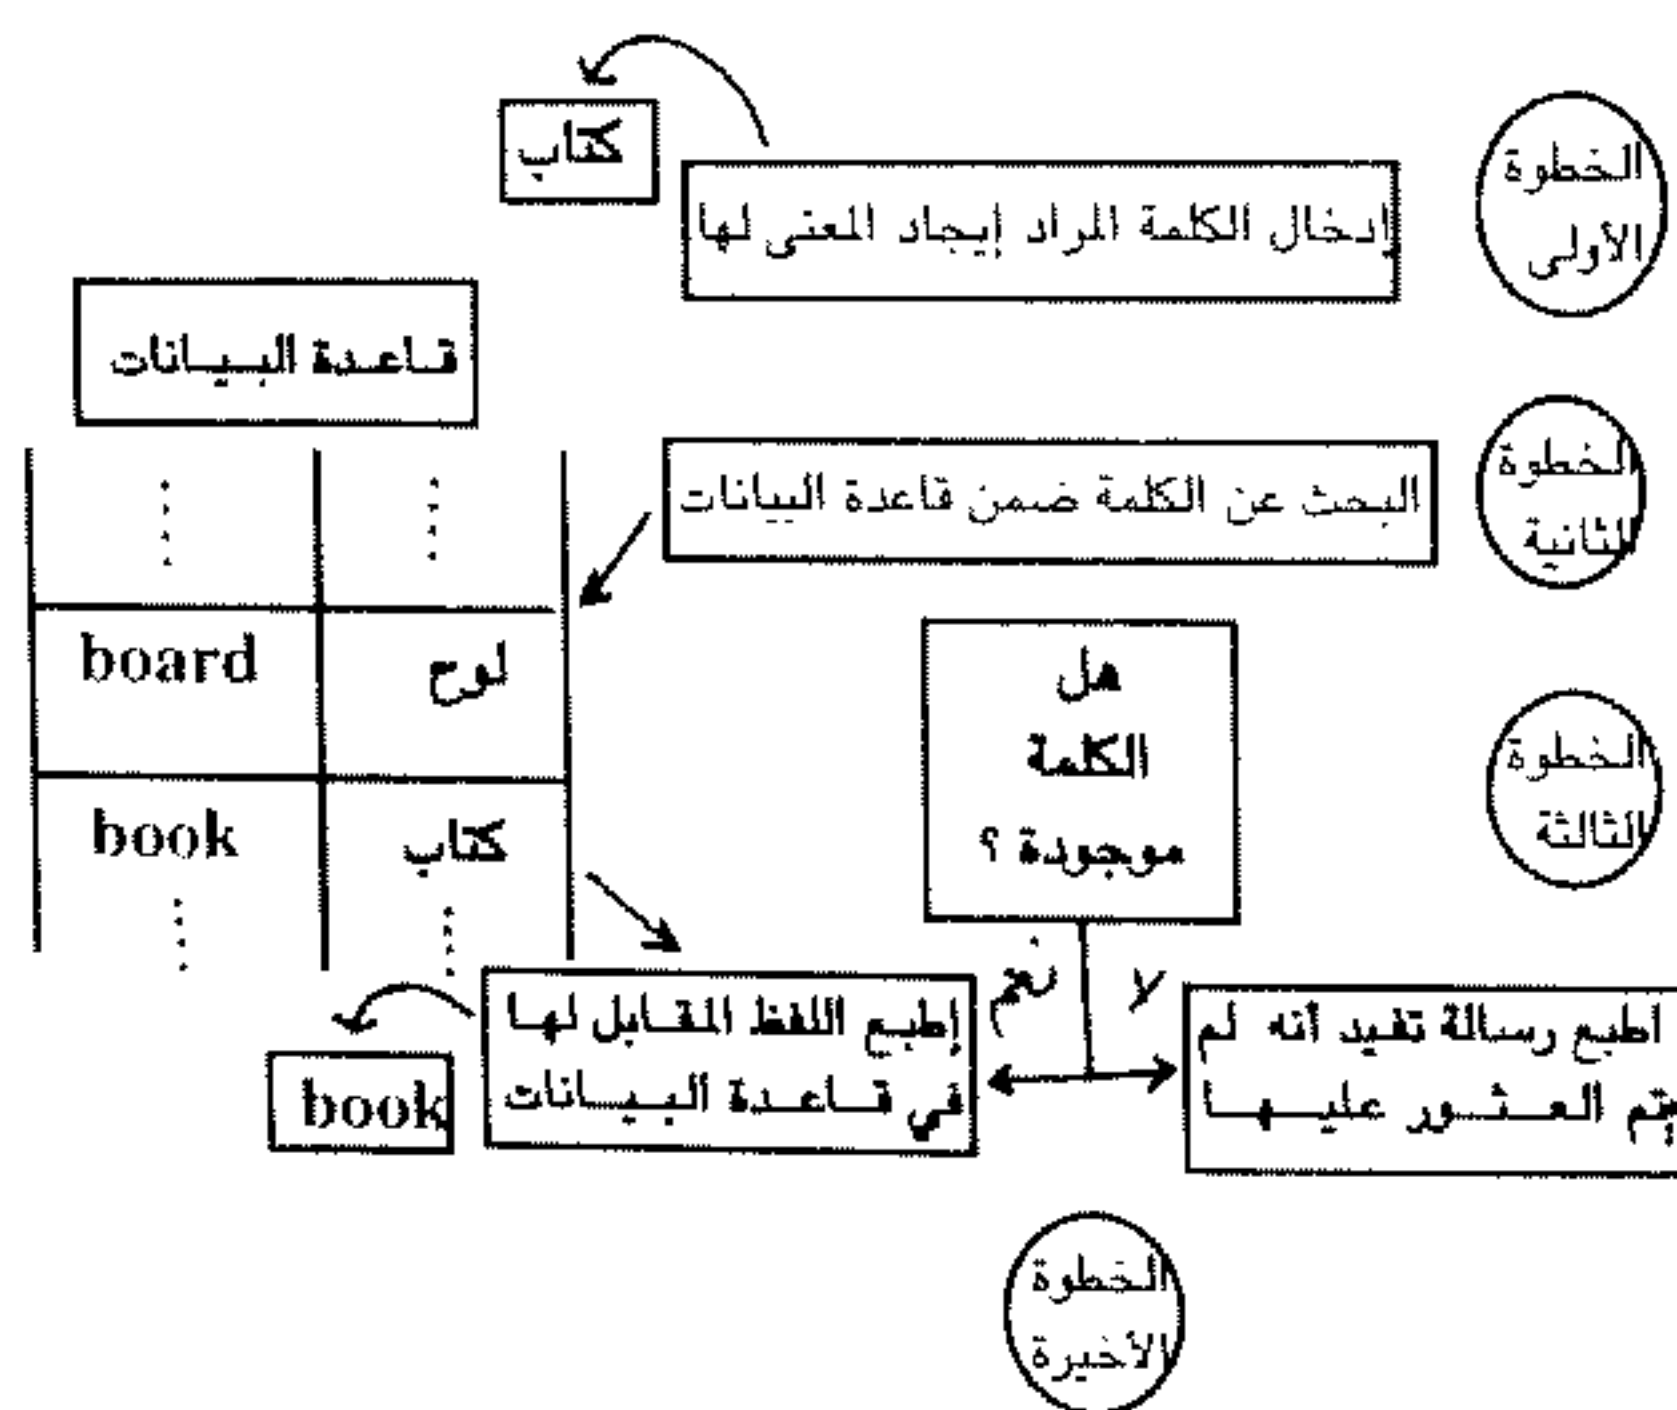 كتاب
الخطوة
الأولى
إدخال الكلمة المراد إيجاد المعنى لها
قاعدة البيانات
الخطوة
الثانية
البحث عن الكلمة ضمن قاعدة البيانات
لوح board
كتاب book
الخطوة
الثالثة
هل
الكلمة
موجودة ؟
لا
نعم
اطبع رسالة تفيد انه لم
يتم العثور عليها
إطبع اللفظ المقابل لها
في قاعدة البيانات
book
الخطوة
الأخيرة